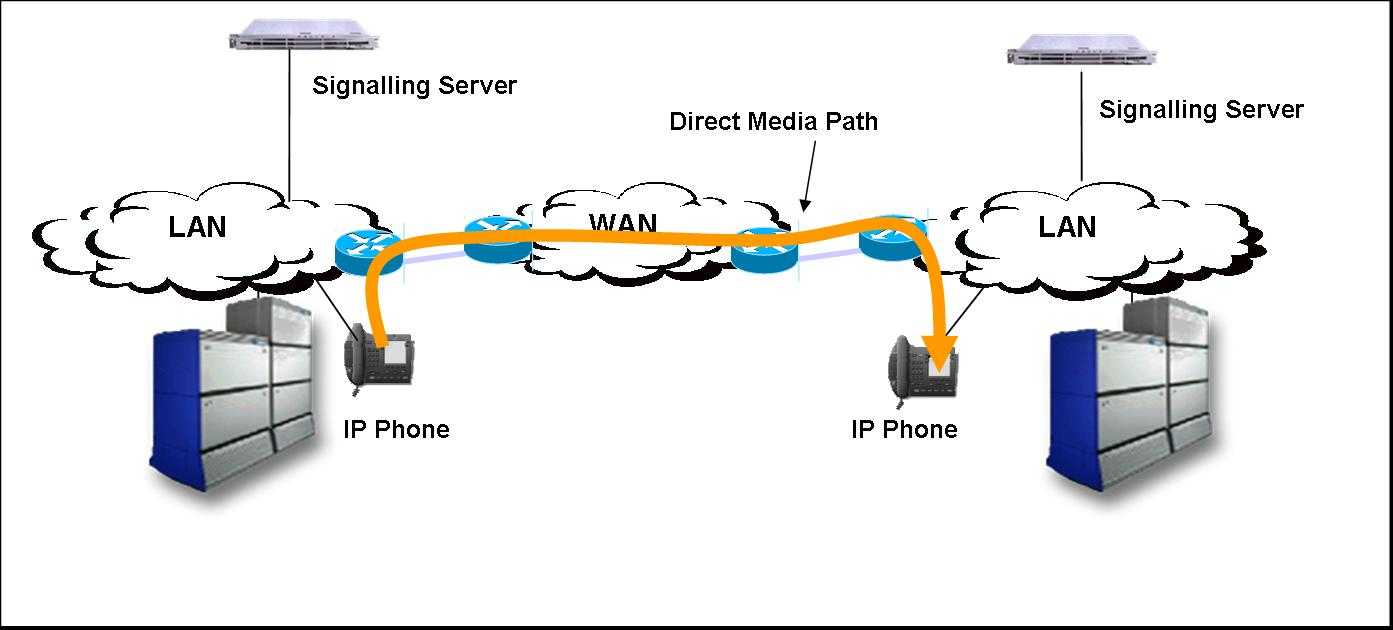 Signalling Server
Signalling Server
Direct Media Path
LAN
WAN
LAN
IP Phone
IP Phone